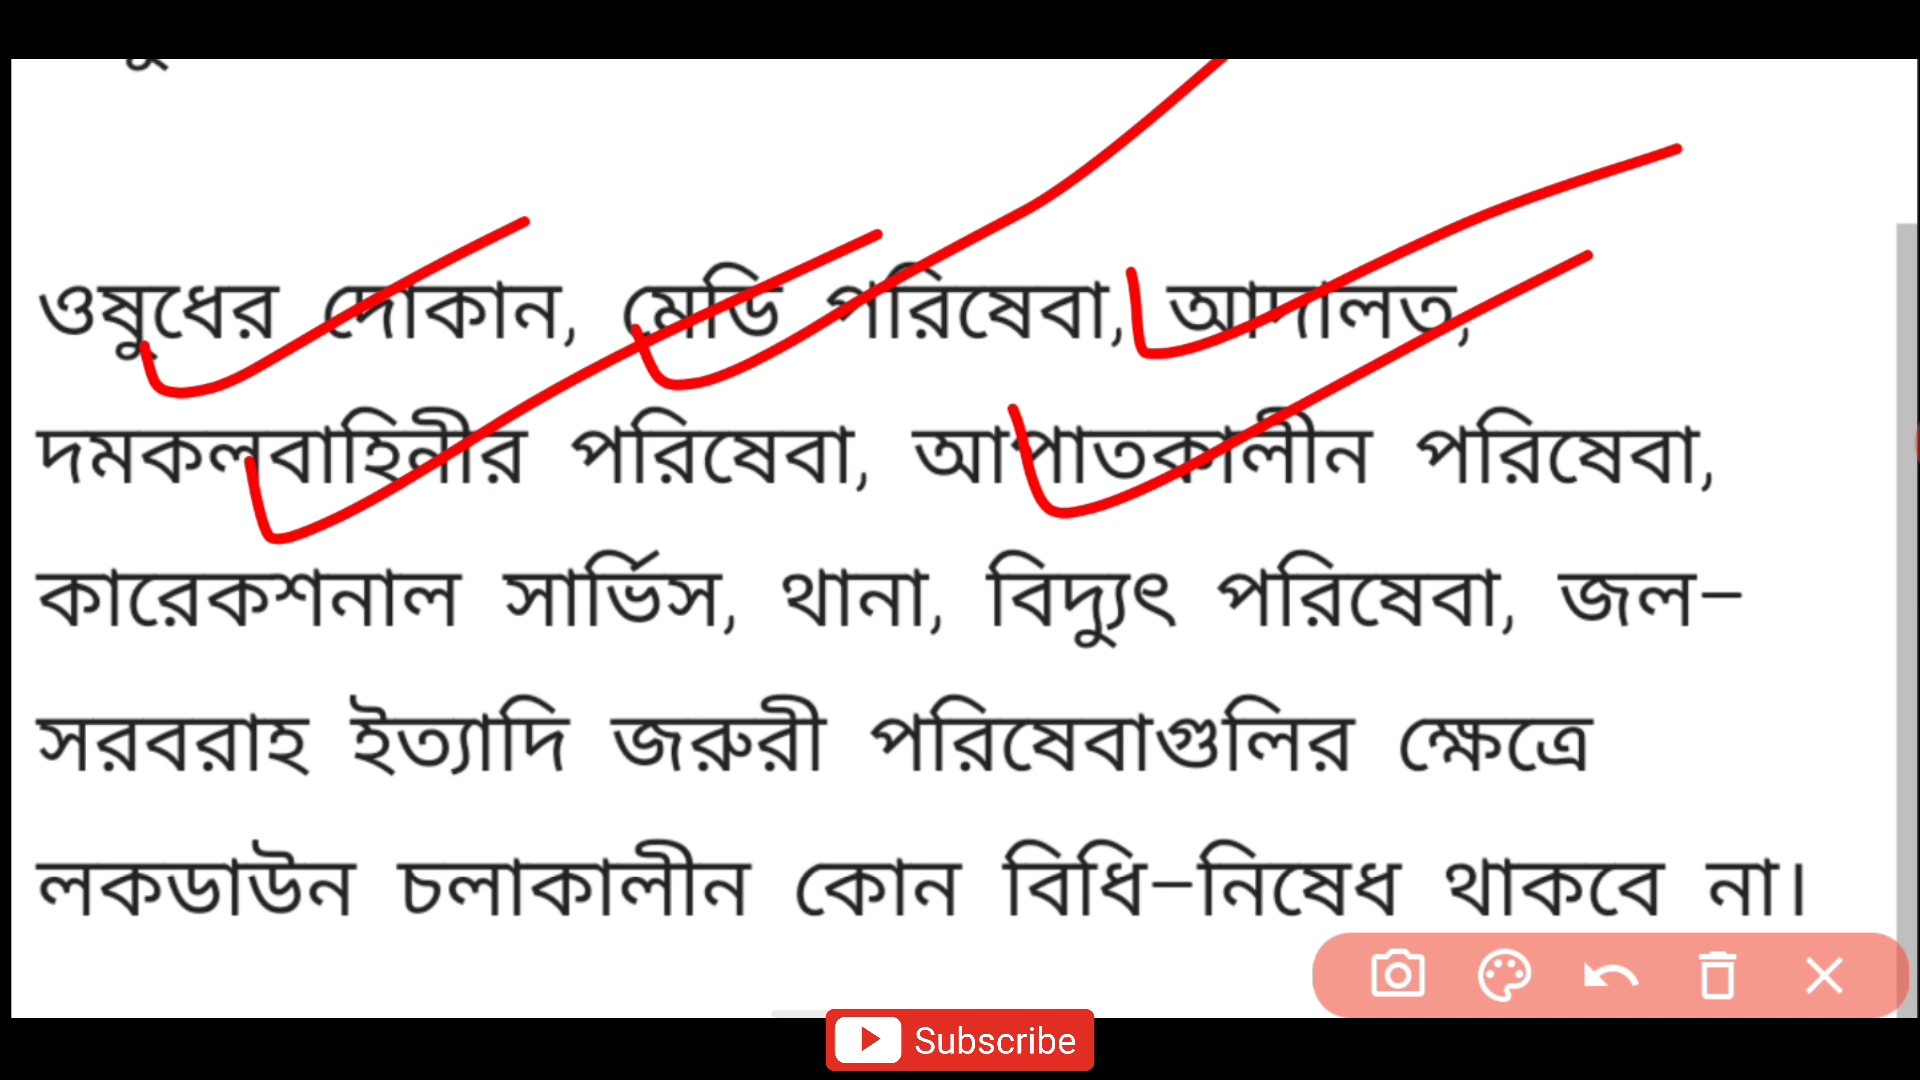 ওষুধের দোকান, মেডি পরিষেবা, আদালত,
দমকলবাহিনীর পরিষেবা, আপাতকালীন পরিষেবা,
কারেকশনাল সার্ভিস, থানা, বিদ্যুৎ পরিষেবা, জল-
সরবরাহ ইত্যাদি জরুরী পরিষেবাগুলির ক্ষেত্রে
লকডাউন চলাকালীন কোন বিধি-নিষেধ থাকবে না।
Subscribe